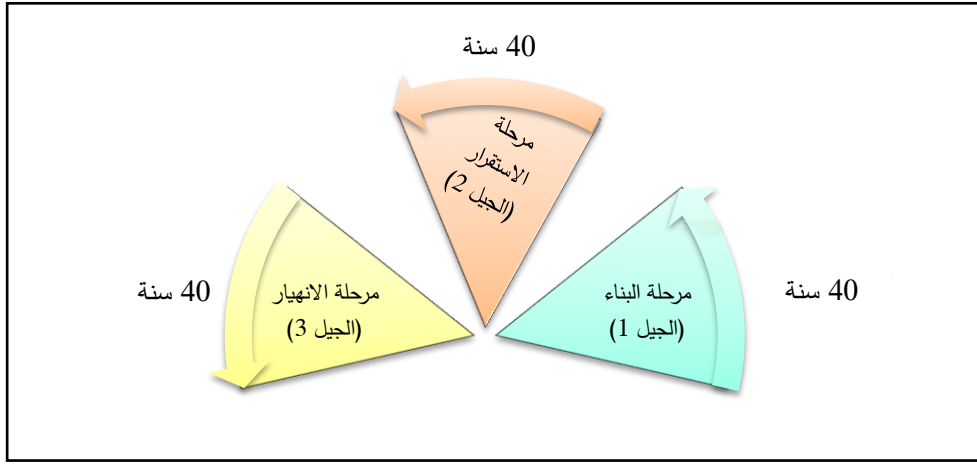 40 سنة
مرحلة
الاستقرار
(الجيل 2)
مرحلة البناء
(الجيل 1)
40 سنة
مرحلة الانهيار
(الجيل 3)
40 سنة